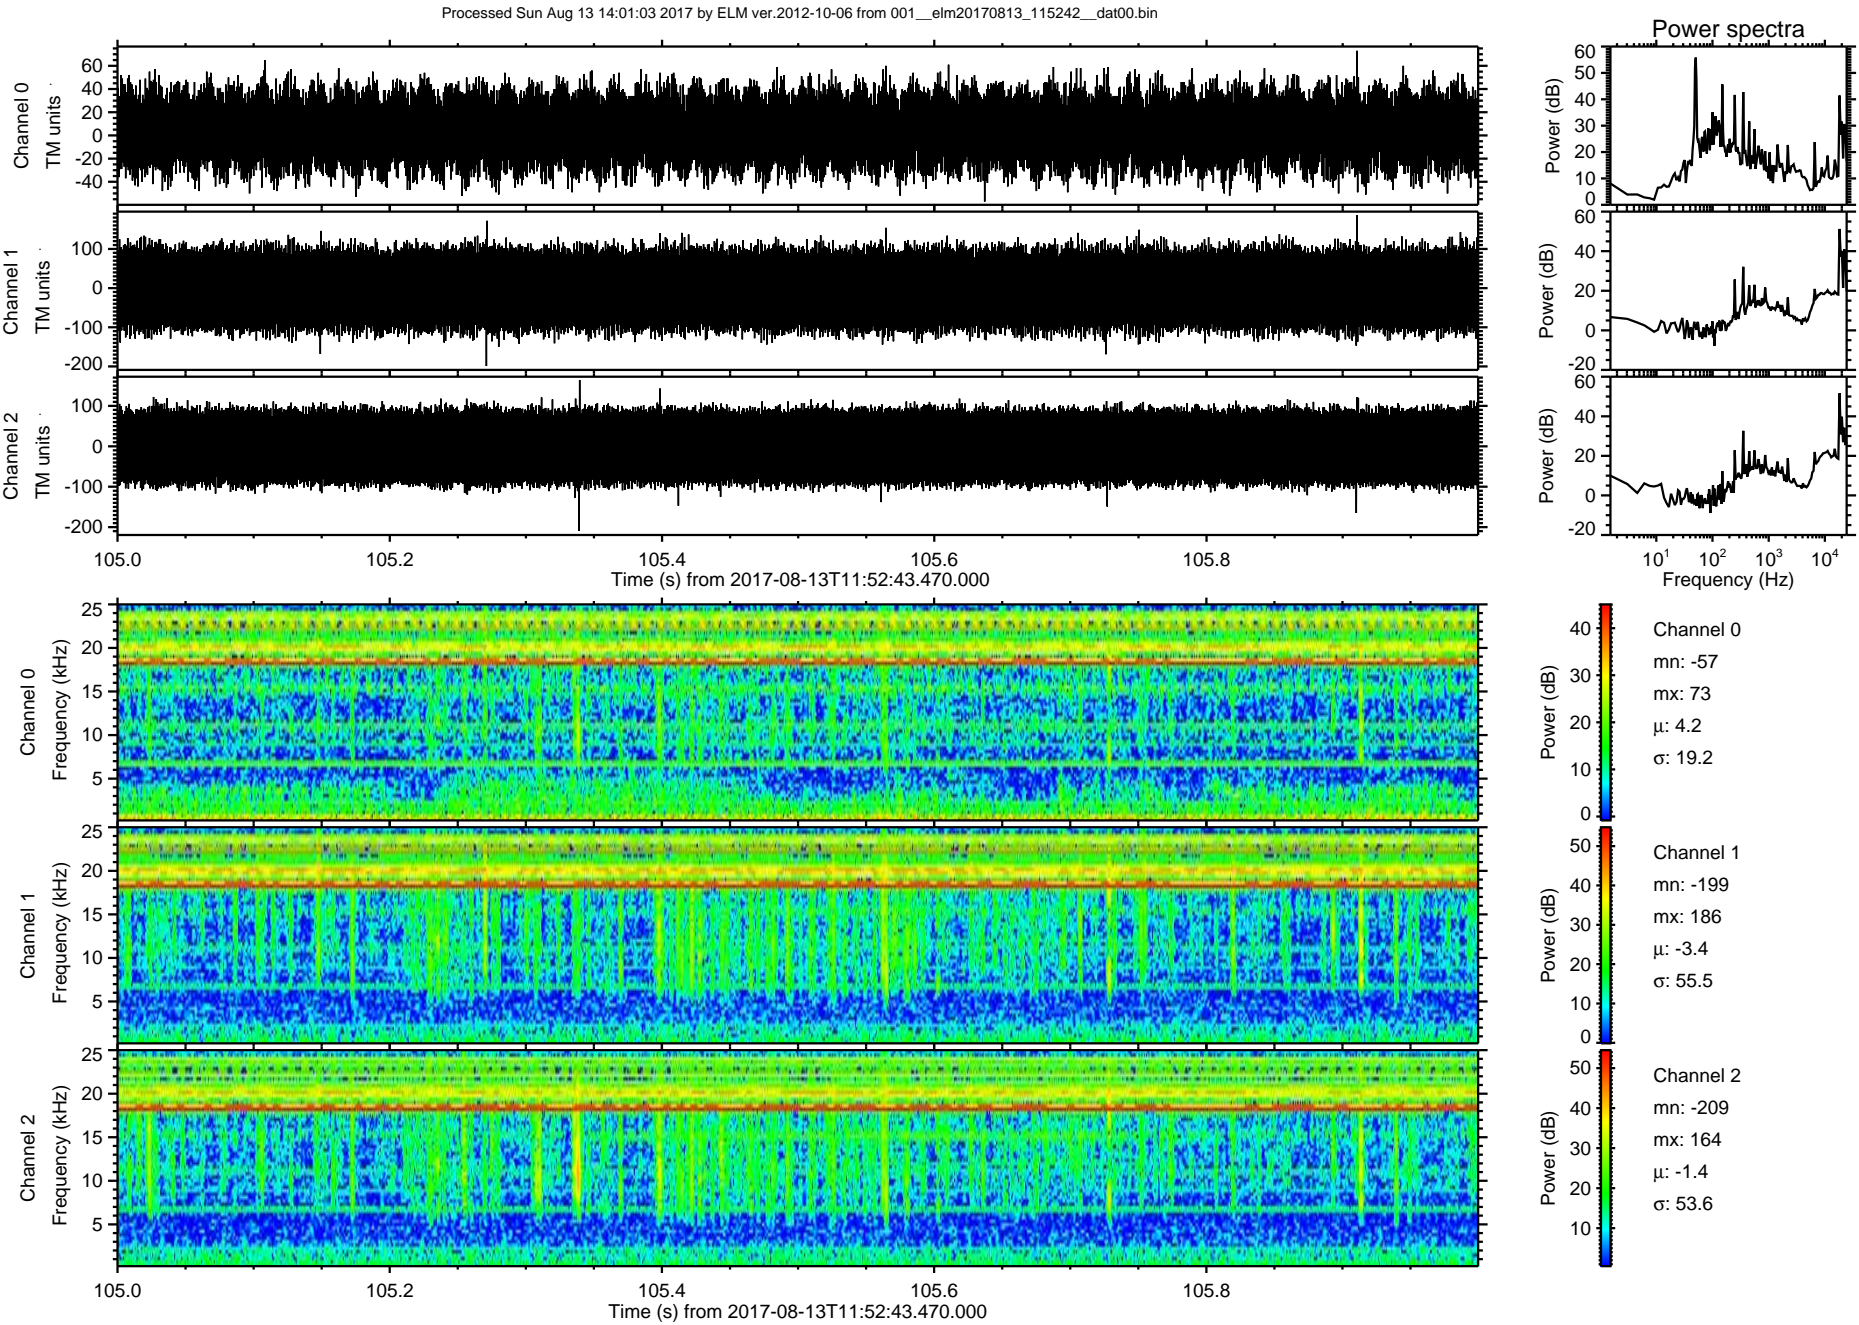 Processed Sun Aug 13 14:01:03 2017 by ELM ver.2012-10-06 from 001__elm20170813_115242__dat00.bin
Power spectra
Channel 0
TM units
60
40
20
0
-20
-40
Power (dB)
60
50
40
30
20
10
0
Channel 1
TM units
100
0
-100
-200
Power (dB)
60
40
20
0
-20
Channel 2
TM units
100
0
-100
-200
Power (dB)
60
40
20
0
-20
105.0 105.2 105.4 105.6 105.8
Time (s) from 2017-08-13T11:52:43.470.000
10^1 10^2 10^3 10^4
Frequency (Hz)
Channel 0
Frequency (kHz)
25
20
15
10
5
Power (dB)
40
30
20
10
0
Channel 0
mn: -57
mx: 73
μ: 4.2
σ: 19.2
Channel 1
Frequency (kHz)
25
20
15
10
5
Power (dB)
50
40
30
20
10
0
Channel 1
mn: -199
mx: 186
μ: -3.4
σ: 55.5
Channel 2
Frequency (kHz)
25
20
15
10
5
Power (dB)
50
40
30
20
10
Channel 2
mn: -209
mx: 164
μ: -1.4
σ: 53.6
105.0 105.2 105.4 105.6 105.8
Time (s) from 2017-08-13T11:52:43.470.000